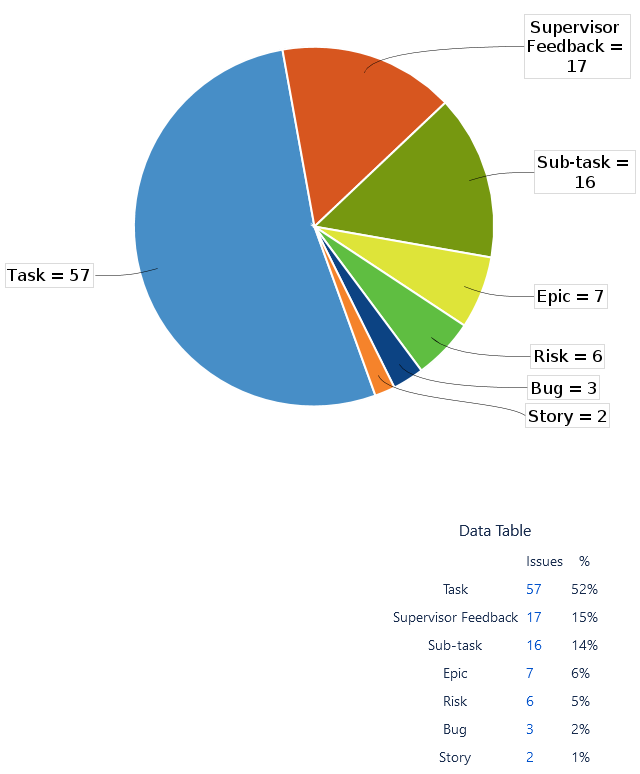 Supervisor
Feedback =
17
Sub-task =
16
Task = 57
Epic = 7
Risk = 6
Bug = 3
Story = 2
Data Table
Issues %
Task 57 52%
Supervisor Feedback 17 15%
Sub-task 16 14%
Epic 7 6%
Risk 6 5%
Bug 3 2%
Story 2 1%